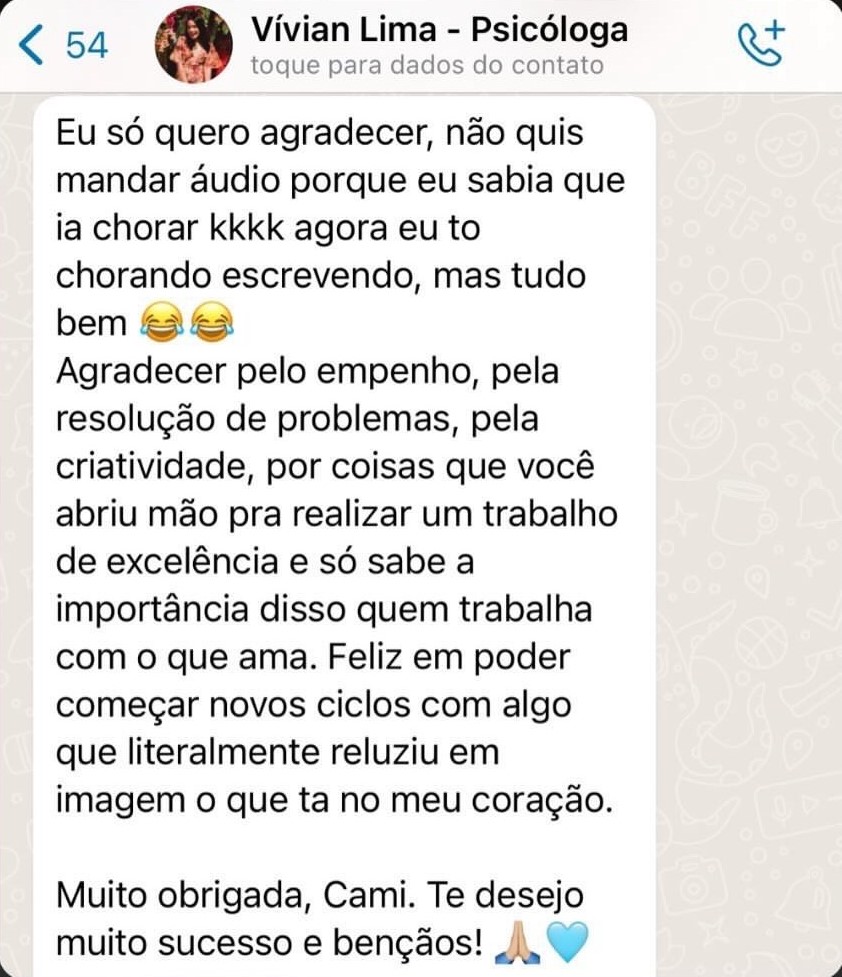 54
Vívian Lima - Psicóloga
toque para dados do contato
Eu só quero agradecer, não quis
mandar áudio porque eu sabia que
ia chorar kkkk agora eu to
chorando escrevendo, mas tudo
bem 😂😂
Agradecer pelo empenho, pela
resolução de problemas, pela
criatividade, por coisas que você
abriu mão pra realizar um trabalho
de excelência e só sabe a
importância disso quem trabalha
com o que ama. Feliz em poder
começar novos ciclos com algo
que literalmente reluziu em
imagem o que ta no meu coração.
Muito obrigada, Cami. Te desejo
muito sucesso e bençãos! 🙏🏼🩵
BFF